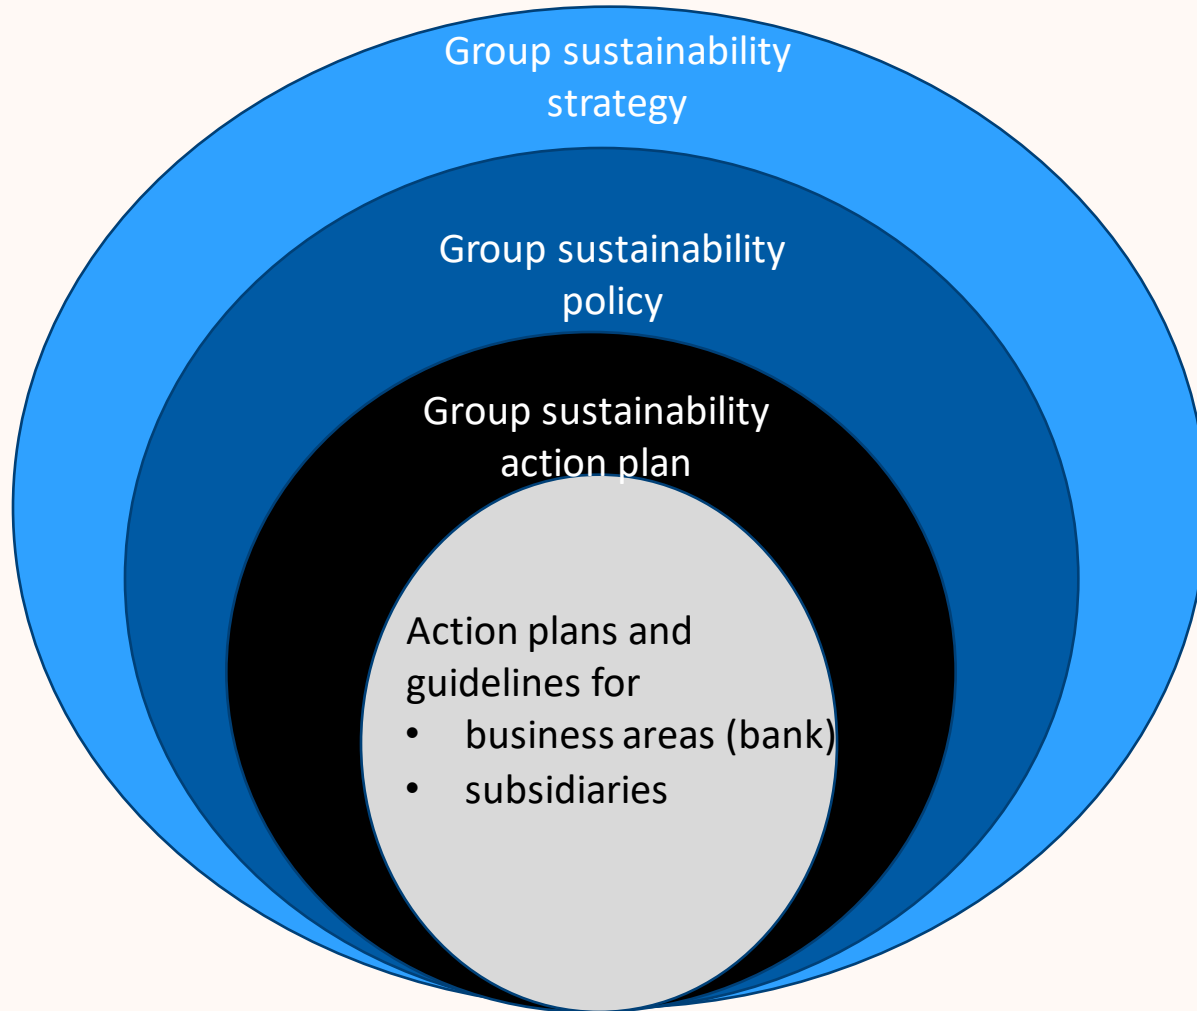 Group sustainability
strategy
Group sustainability
policy
Group sustainability
action plan
Action plans and
guidelines for
• business areas (bank)
• subsidiaries